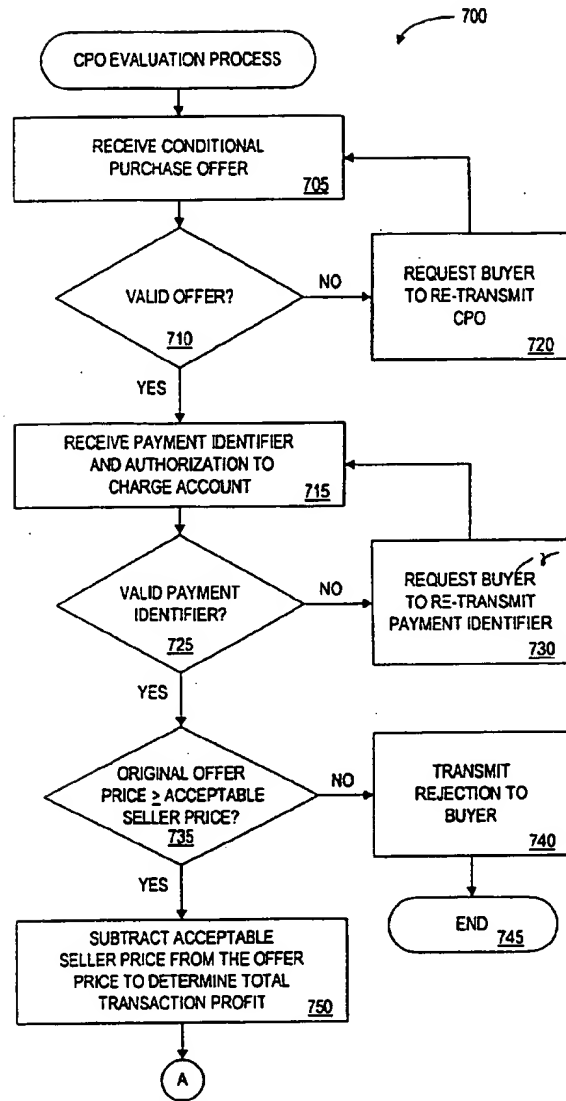 700
CPO EVALUATION PROCESS
RECEIVE CONDITIONAL
PURCHASE OFFER
705
VALID OFFER?
710
NO
REQUEST BUYER
TO RE-TRANSMIT
CPO
720
YES
RECEIVE PAYMENT IDENTIFIER
AND AUTHORIZATION TO
CHARGE ACCOUNT
715
VALID PAYMENT
IDENTIFIER?
725
NO
REQUEST BUYER
TO RE-TRANSMIT
PAYMENT IDENTIFIER
730
YES
ORIGINAL OFFER
PRICE ≥ ACCEPTABLE
SELLER PRICE?
735
NO
TRANSMIT
REJECTION TO
BUYER
740
END
745
YES
SUBTRACT ACCEPTABLE
SELLER PRICE FROM THE OFFER
PRICE TO DETERMINE TOTAL
TRANSACTION PROFIT
750
A